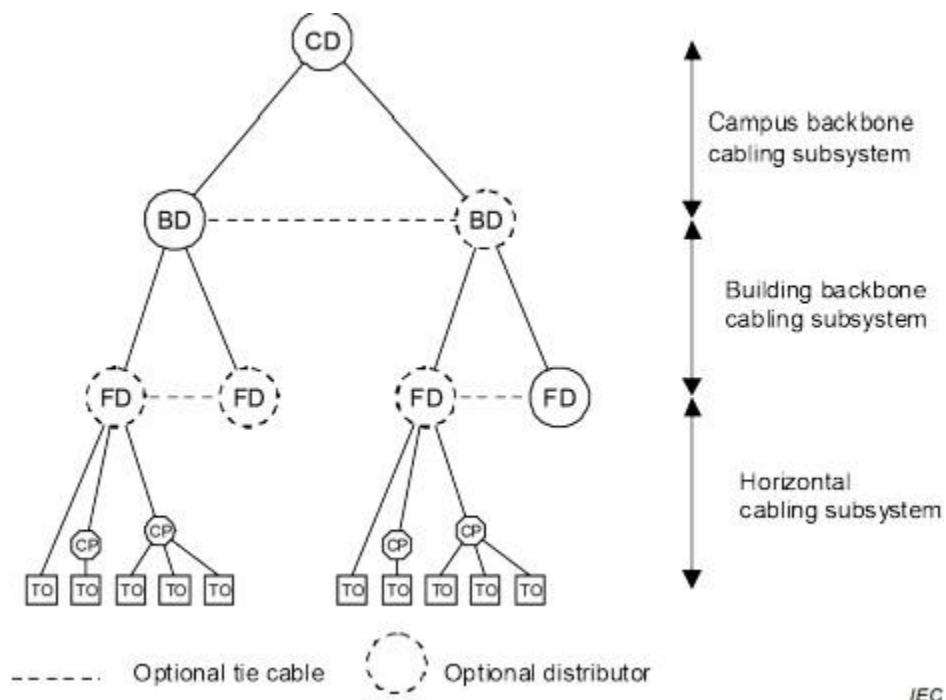 CD
Campus backbone
cabling subsystem
BD BD
Building backbone
cabling subsystem
FD FD FD FD
Horizontal
cabling subsystem
CP CP CP CP
TO TO TO TO TO TO TO TO TO TO
Optional tie cable Optional distributor
IEC